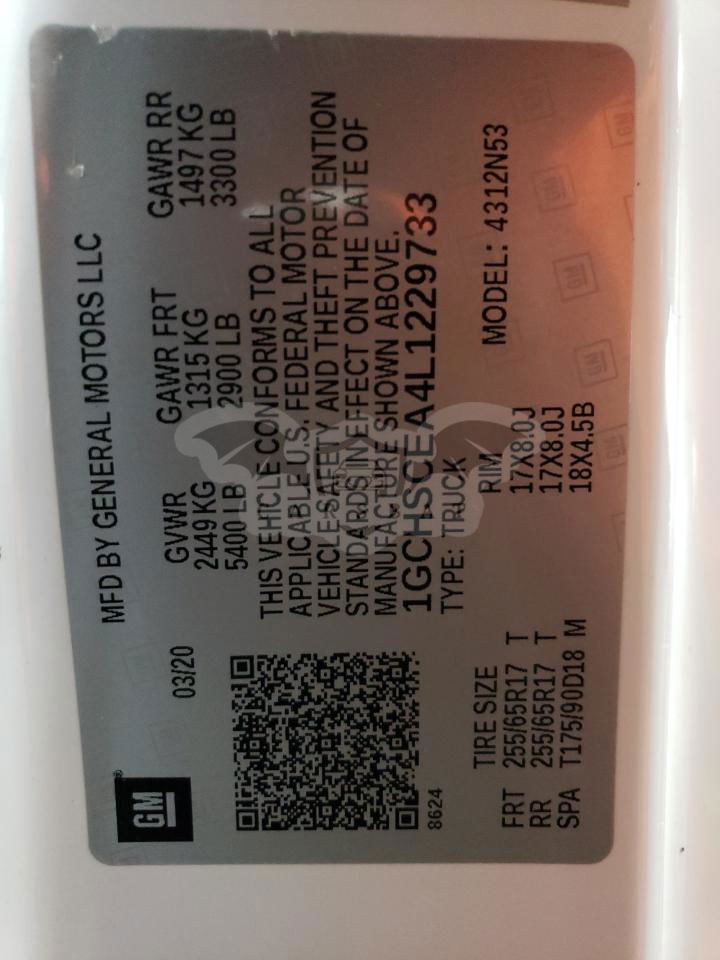 GM
MFD BY GENERAL MOTORS LLC
03/20
GVWR GAWR FRT GAWR RR
2449 KG 1315 KG 1497 KG
5400 LB 2900 LB 3300 LB
THIS VEHICLE CONFORMS TO ALL
APPLICABLE U.S. FEDERAL MOTOR
VEHICLE SAFETY AND THEFT PREVENTION
STANDARDS IN EFFECT ON THE DATE OF
MANUFACTURE SHOWN ABOVE.
1GCHSCEA4L1229733
8624
TYPE: TRUCK
MODEL: 4312N53
TIRE SIZE RIM
FRT 255/65R17 T 17X8.0J
RR 255/65R17 T 17X8.0J
SPA T175/90D18 M 18X4.5B